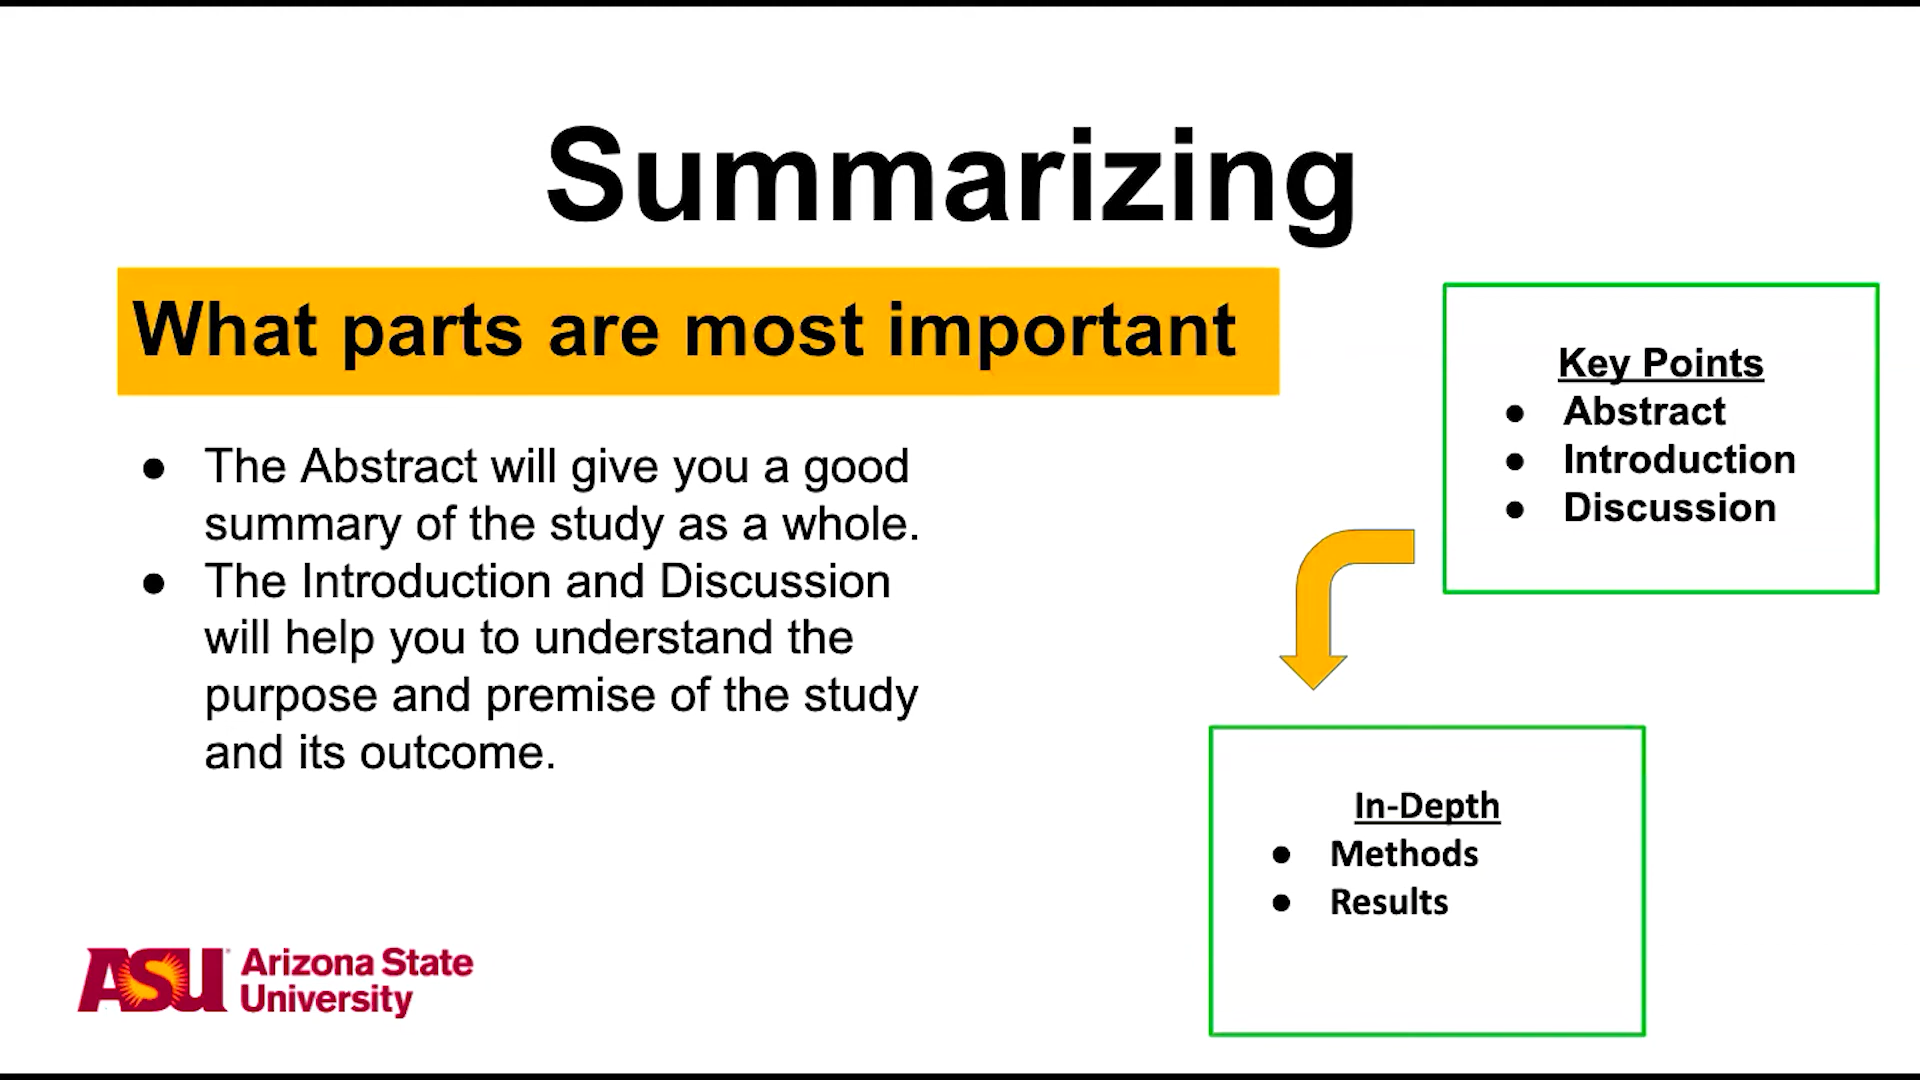 Summarizing
What parts are most important
● The Abstract will give you a good
summary of the study as a whole.
● The Introduction and Discussion
will help you to understand the
purpose and premise of the study
and its outcome.
Key Points
● Abstract
● Introduction
● Discussion
In-Depth
● Methods
● Results
ASU Arizona State
University